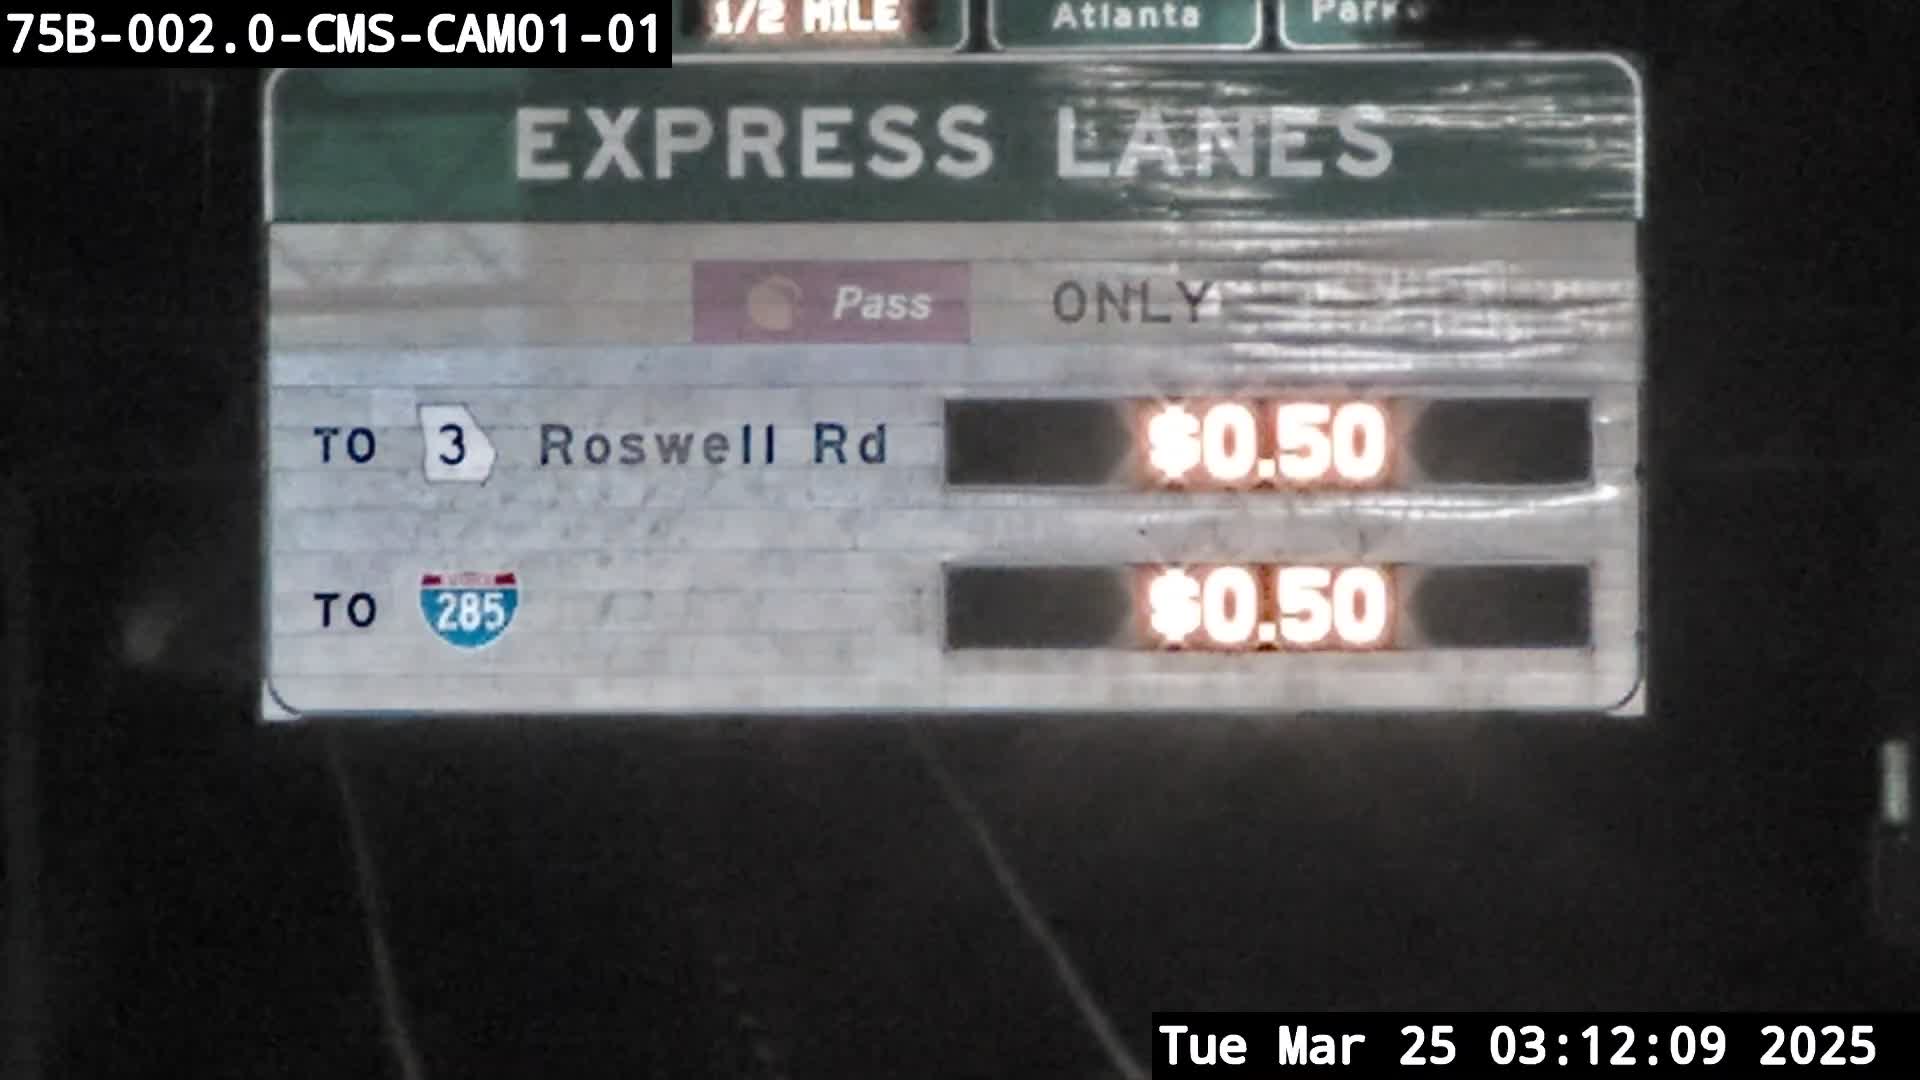 75B-002.0-CMS-CAM01-01
1/2 MILE
Atlanta
Park
EXPRESS LANES
Pass ONLY
TO 3 Roswell Rd $0.50
TO 285 $0.50
Tue Mar 25 03:12:09 2025